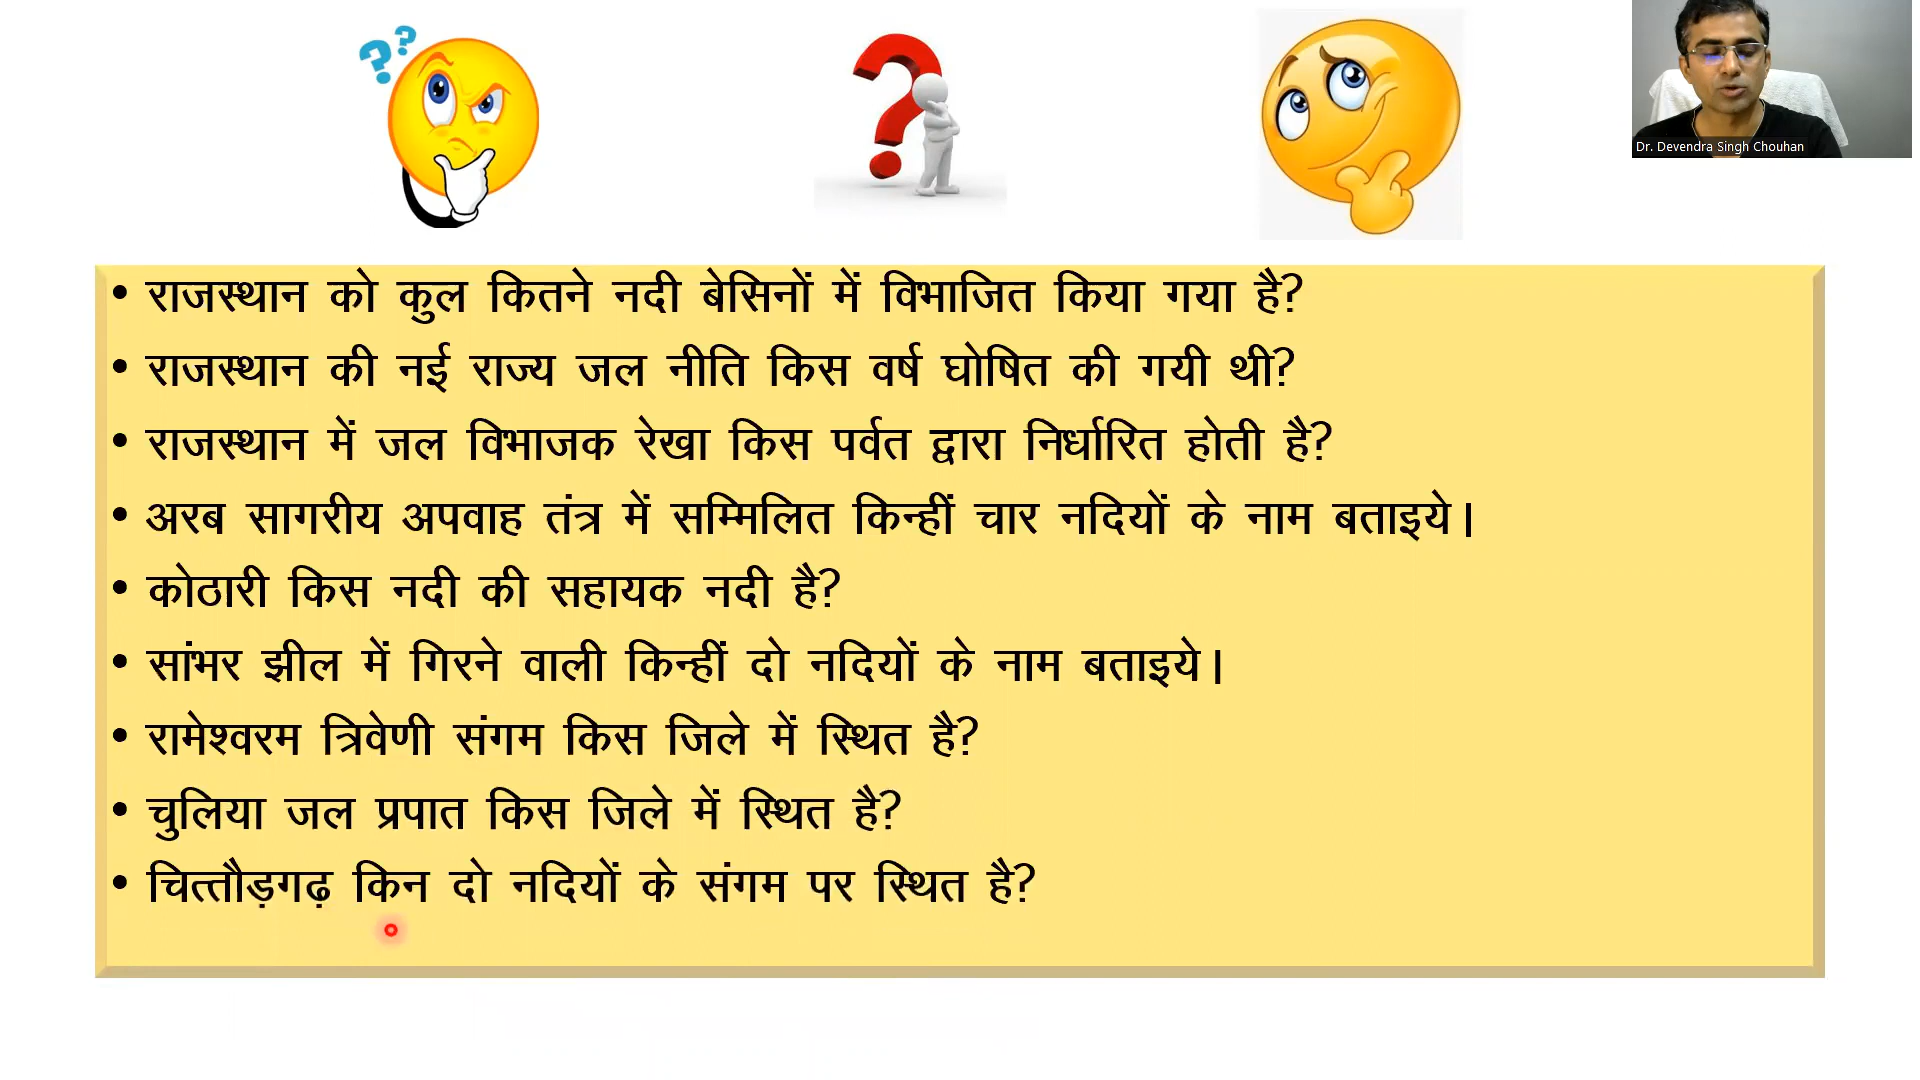 Dr. Devendra Singh Chouhan
• राजस्थान को कुल कितने नदी बेसिनों में विभाजित किया गया है?
• राजस्थान की नई राज्य जल नीति किस वर्ष घोषित की गयी थी?
• राजस्थान में जल विभाजक रेखा किस पर्वत द्वारा निर्धारित होती है?
• अरब सागरीय अपवाह तंत्र में सम्मिलित किन्हीं चार नदियों के नाम बताइये।
• कोठारी किस नदी की सहायक नदी है?
• सांभर झील में गिरने वाली किन्हीं दो नदियों के नाम बताइये।
• रामेश्वरम त्रिवेणी संगम किस जिले में स्थित है?
• चुलिया जल प्रपात किस जिले में स्थित है?
• चित्तौड़गढ़ किन दो नदियों के संगम पर स्थित है?